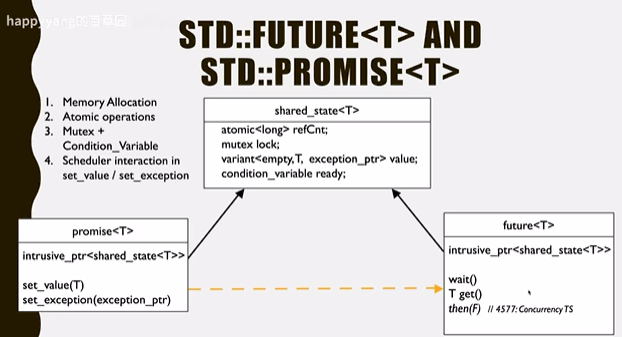 happyyang的百草园
STD::FUTURE<T> AND
STD::PROMISE<T>
1. Memory Allocation
2. Atomic operations
3. Mutex +
Condition_Variable
4. Scheduler interaction in
set_value / set_exception
shared_state<T>
atomic<long> refCnt;
mutex lock;
variant<empty,T, exception_ptr> value;
condition_variable ready;
promise<T>
intrusive_ptr<shared_state<T>>
set_value(T)
set_exception(exception_ptr)
future<T>
intrusive_ptr<shared_state<T>>
wait()
T get()
then(F) // 4577: Concurrency TS